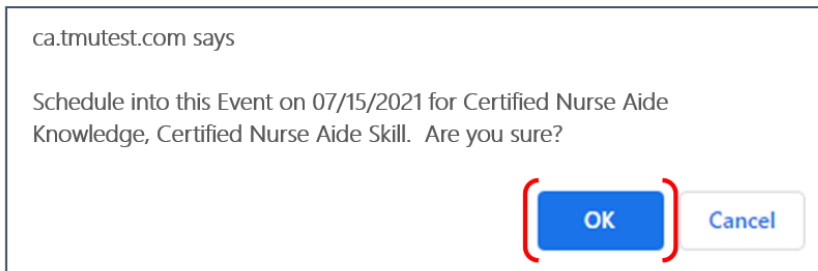 ca.tmutest.com says
Schedule into this Event on 07/15/2021 for Certified Nurse Aide
Knowledge, Certified Nurse Aide Skill.  Are you sure?
OK
Cancel